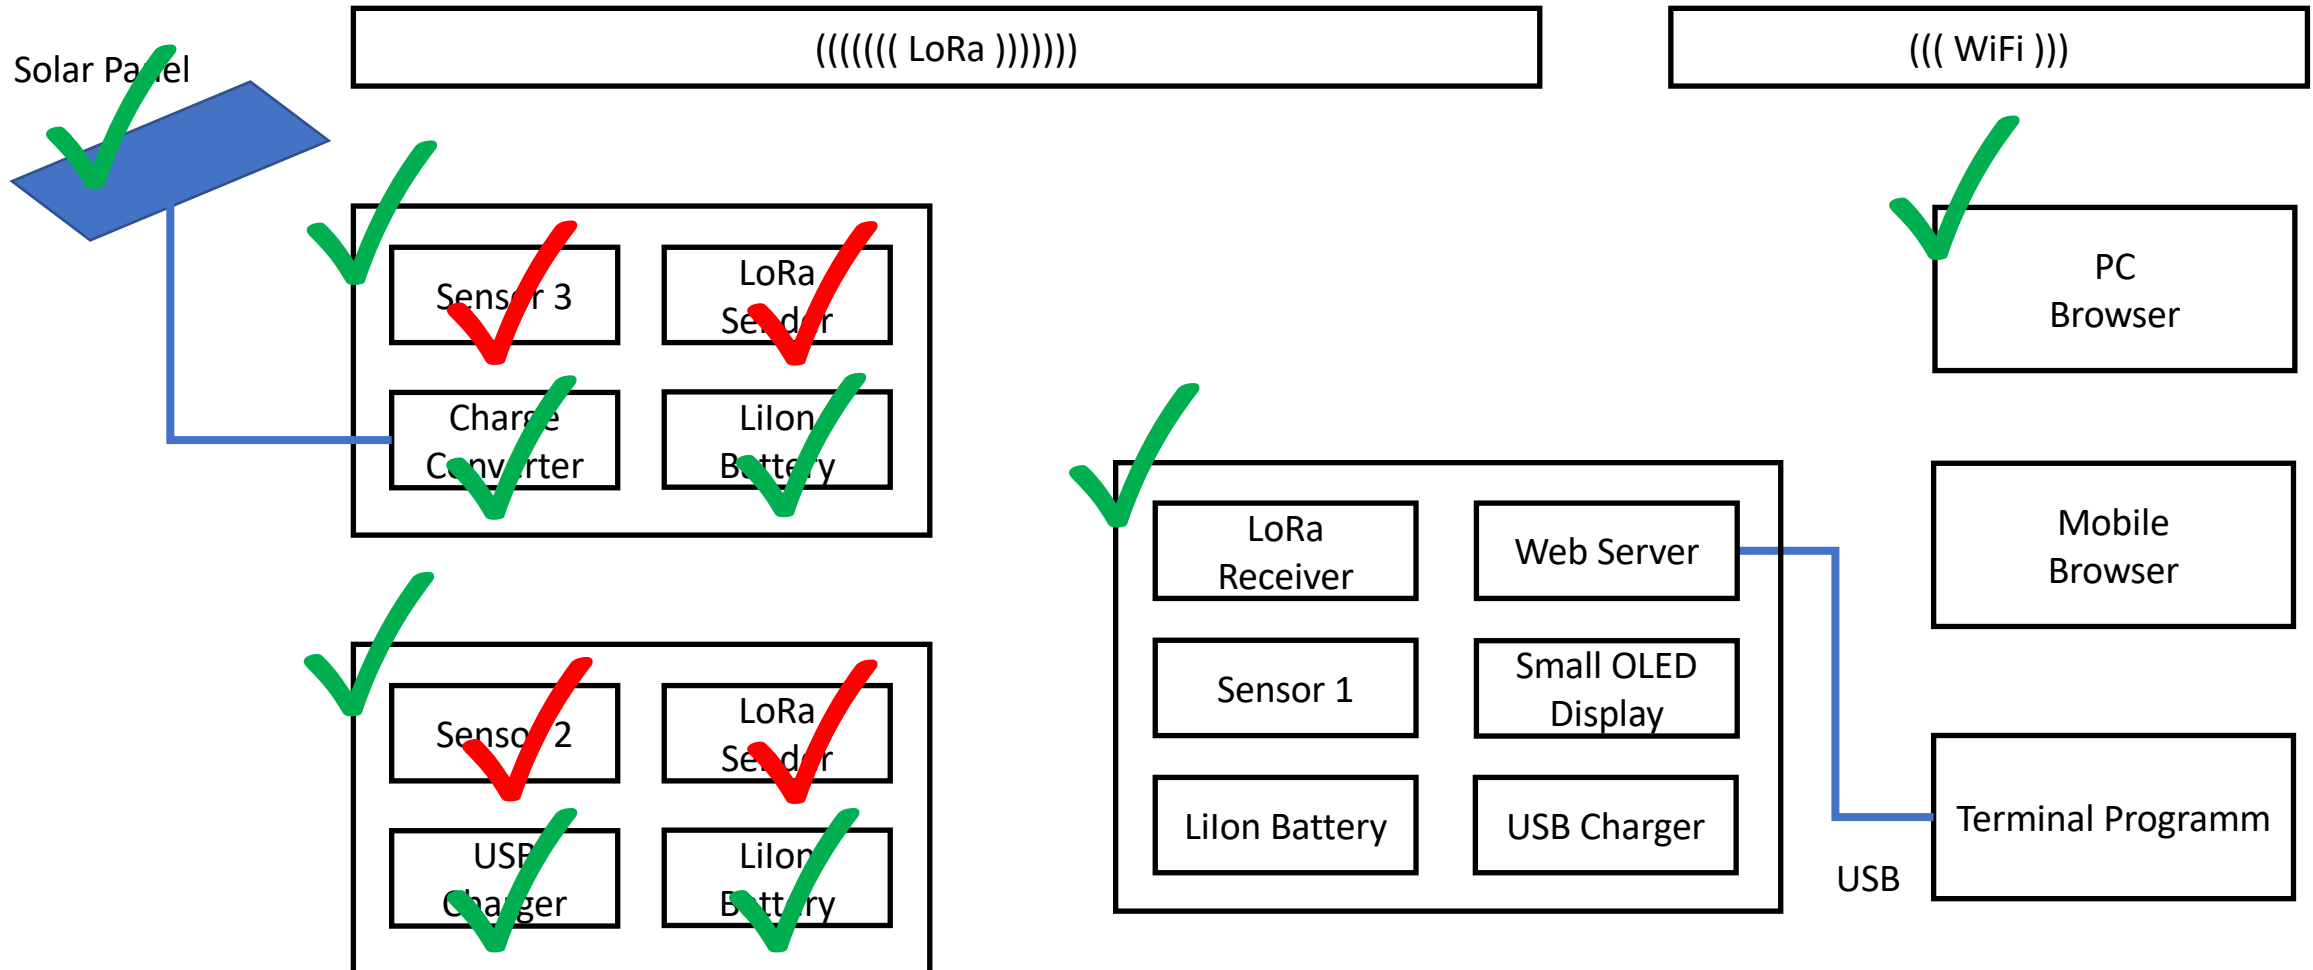 Solar Panel
((((((( LoRa )))))))
((( WiFi )))
Sensor 3
LoRa
Sender
Charge
Converter
LiIon
Battery
Sensor 2
LoRa
Sender
USB
Charger
LiIon
Battery
LoRa
Receiver
Web Server
Sensor 1
Small OLED
Display
LiIon Battery
USB Charger
PC
Browser
Mobile
Browser
Terminal Programm
USB